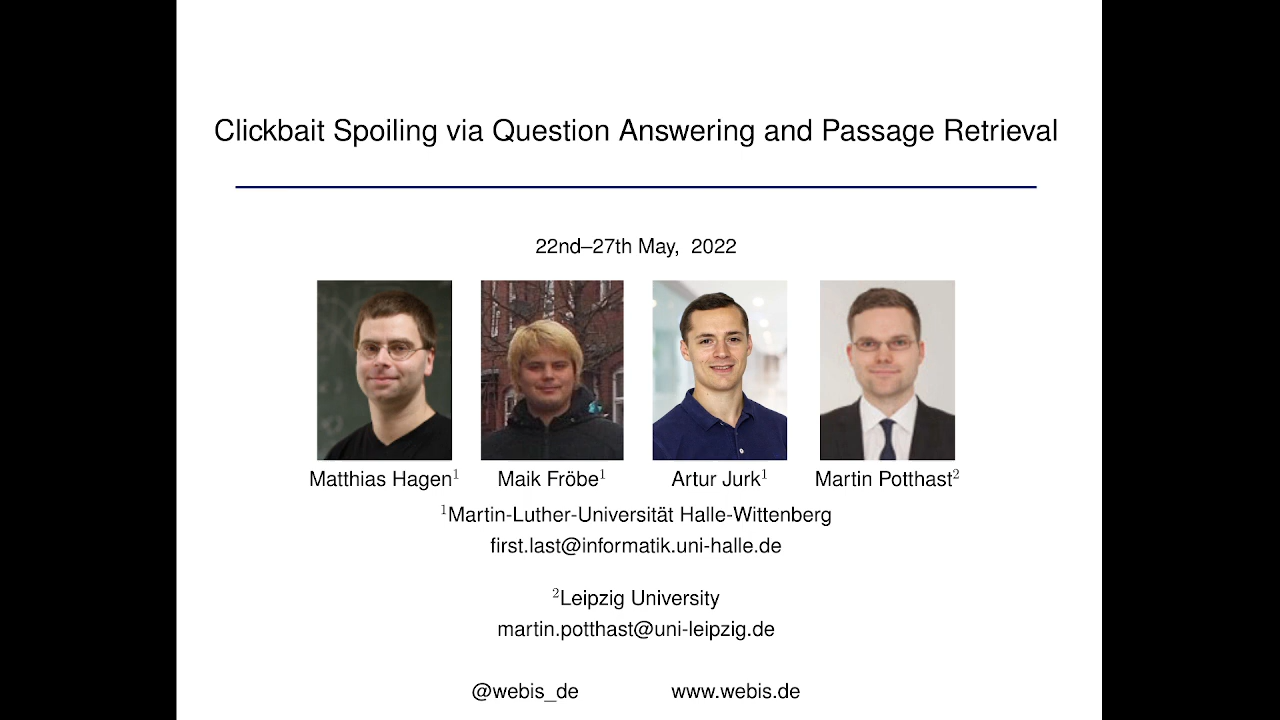 Clickbait Spoiling via Question Answering and Passage Retrieval
22nd–27th May, 2022
Matthias Hagen¹ Maik Fröbe¹ Artur Jurk¹ Martin Potthast²
¹Martin-Luther-Universität Halle-Wittenberg
first.last@informatik.uni-halle.de
²Leipzig University
martin.potthast@uni-leipzig.de
@webis_de www.webis.de